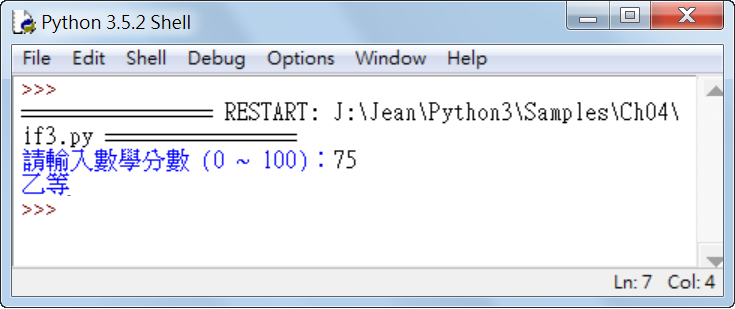 Python 3.5.2 Shell
File Edit Shell Debug Options Window Help
>>>
================ RESTART: J:\Jean\Python3\Samples\Ch04\
if3.py ================
請輸入數學分數 (0 ~ 100)：75
乙等
>>>
Ln: 7 Col: 4